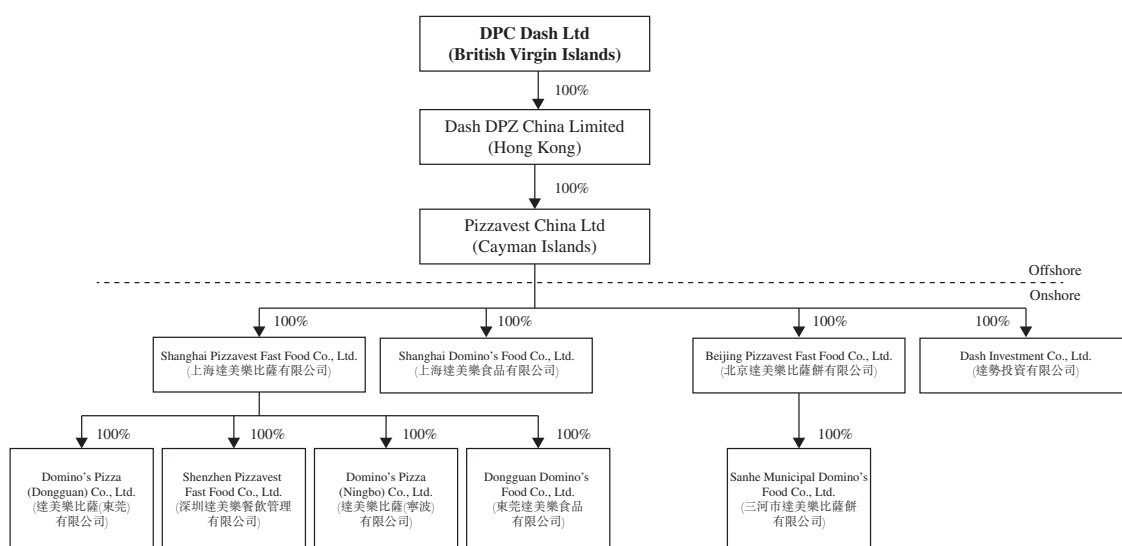 DPC Dash Ltd
(British Virgin Islands)
100%
Dash DPZ China Limited
(Hong Kong)
100%
Pizzavest China Ltd
(Cayman Islands)
Offshore
Onshore
100%
100%
100%
100%
Shanghai Pizzavest Fast Food Co., Ltd.
(上海達美樂比薩有限公司)
Shanghai Domino's Food Co., Ltd.
(上海達美樂食品有限公司)
Beijing Pizzavest Fast Food Co., Ltd.
(北京達美樂比薩餅有限公司)
Dash Investment Co., Ltd.
(達勢投資有限公司)
100%
100%
100%
100%
100%
Domino's Pizza
(Dongguan) Co., Ltd.
(達美樂比薩(東莞)
有限公司)
Shenzhen Pizzavest
Fast Food Co., Ltd.
(深圳達美樂餐飲管理
有限公司)
Domino's Pizza
(Ningbo) Co., Ltd.
(達美樂比薩(寧波)
有限公司)
Dongguan Domino's
Food Co., Ltd.
(東莞達美樂食品
有限公司)
Sanhe Municipal Domino's
Food Co., Ltd.
(三河市達美樂比薩餅
有限公司)